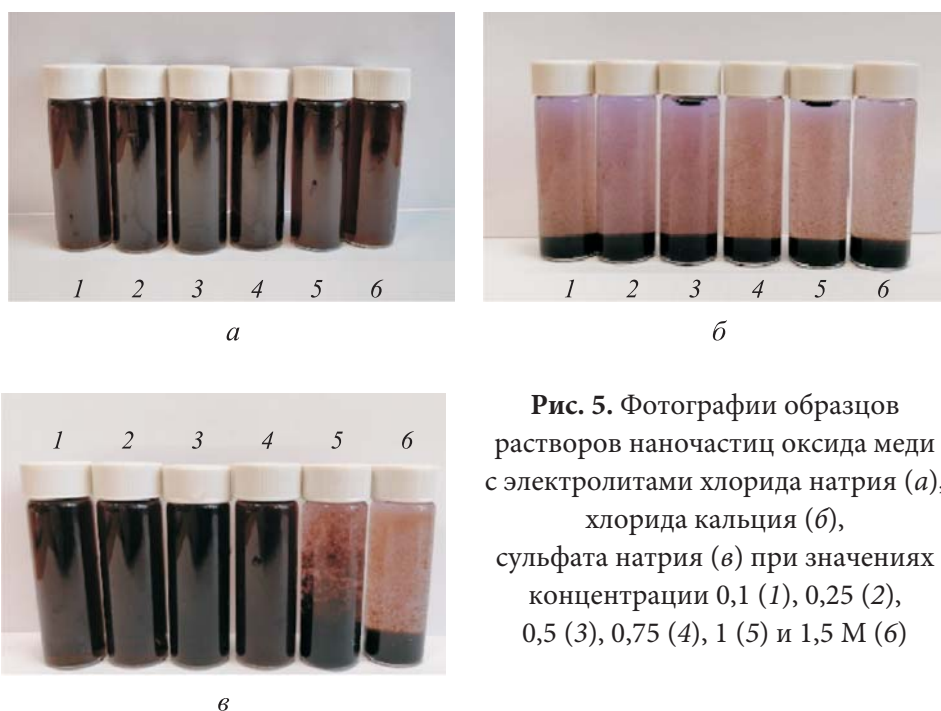 1 2 3 4 5 6
1 2 3 4 5 6
а
б
1 2 3 4 5 6
Рис. 5. Фотографии образцов
растворов наночастиц оксида меди
с электролитами хлорида натрия (а),
хлорида кальция (б),
сульфата натрия (в) при значениях
концентрации 0,1 (1), 0,25 (2),
0,5 (3), 0,75 (4), 1 (5) и 1,5 М (6)
в